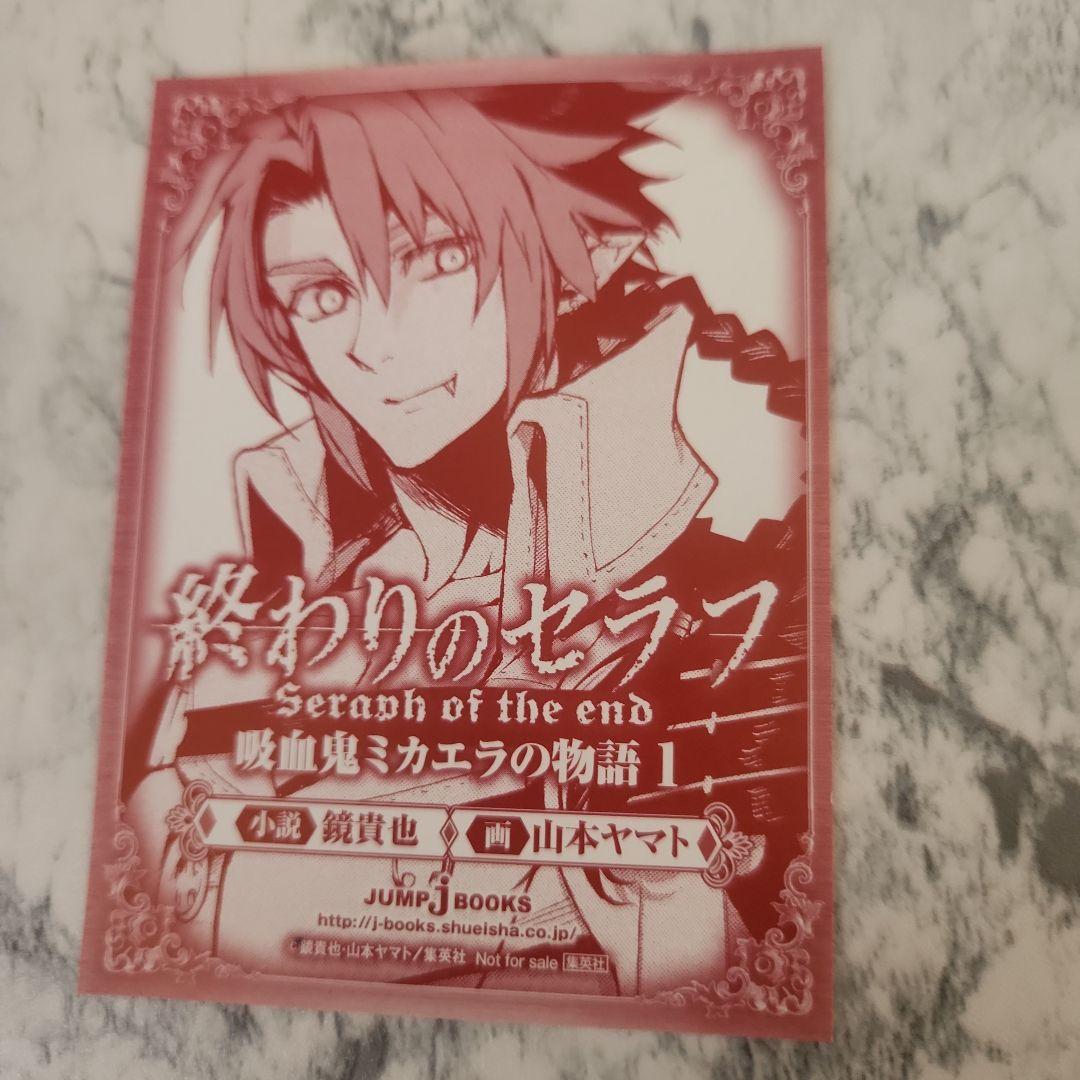 終わりのセラフ
Seraph of the end
吸血鬼ミカエラの物語 1
小説 鏡貴也 画 山本ヤマト
JUMP j BOOKS
http://j-books.shueisha.co.jp/
©鏡貴也・山本ヤマト/集英社 Not for sale 集英社